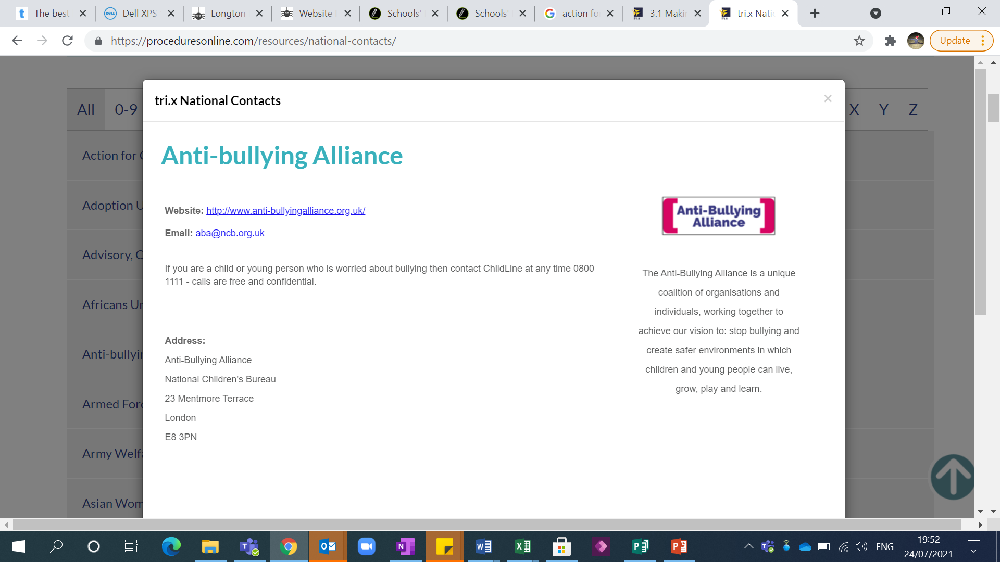 The best
Dell XPS
Longton
Website
Schools'
Schools'
action fo
3.1 Maki
tri.x Nati
https://proceduresonline.com/resources/national-contacts/
Update
All
0-9
X
Y
Z
tri.x National Contacts
Anti-bullying Alliance
Website: http://www.anti-bullyingalliance.org.uk/
Email: aba@ncb.org.uk
If you are a child or young person who is worried about bullying then contact ChildLine at any time 0800
1111 - calls are free and confidential.
Address:
Anti-Bullying Alliance
National Children's Bureau
23 Mentmore Terrace
London
E8 3PN
Anti-Bullying
Alliance
The Anti-Bullying Alliance is a unique
coalition of organisations and
individuals, working together to
achieve our vision to: stop bullying and
create safer environments in which
children and young people can live,
grow, play and learn.
Action for
Adoption U
Advisory, C
Africans Un
Anti-bullyin
Armed Forc
Army Welf
Asian Wom
ENG
19:52
24/07/2021